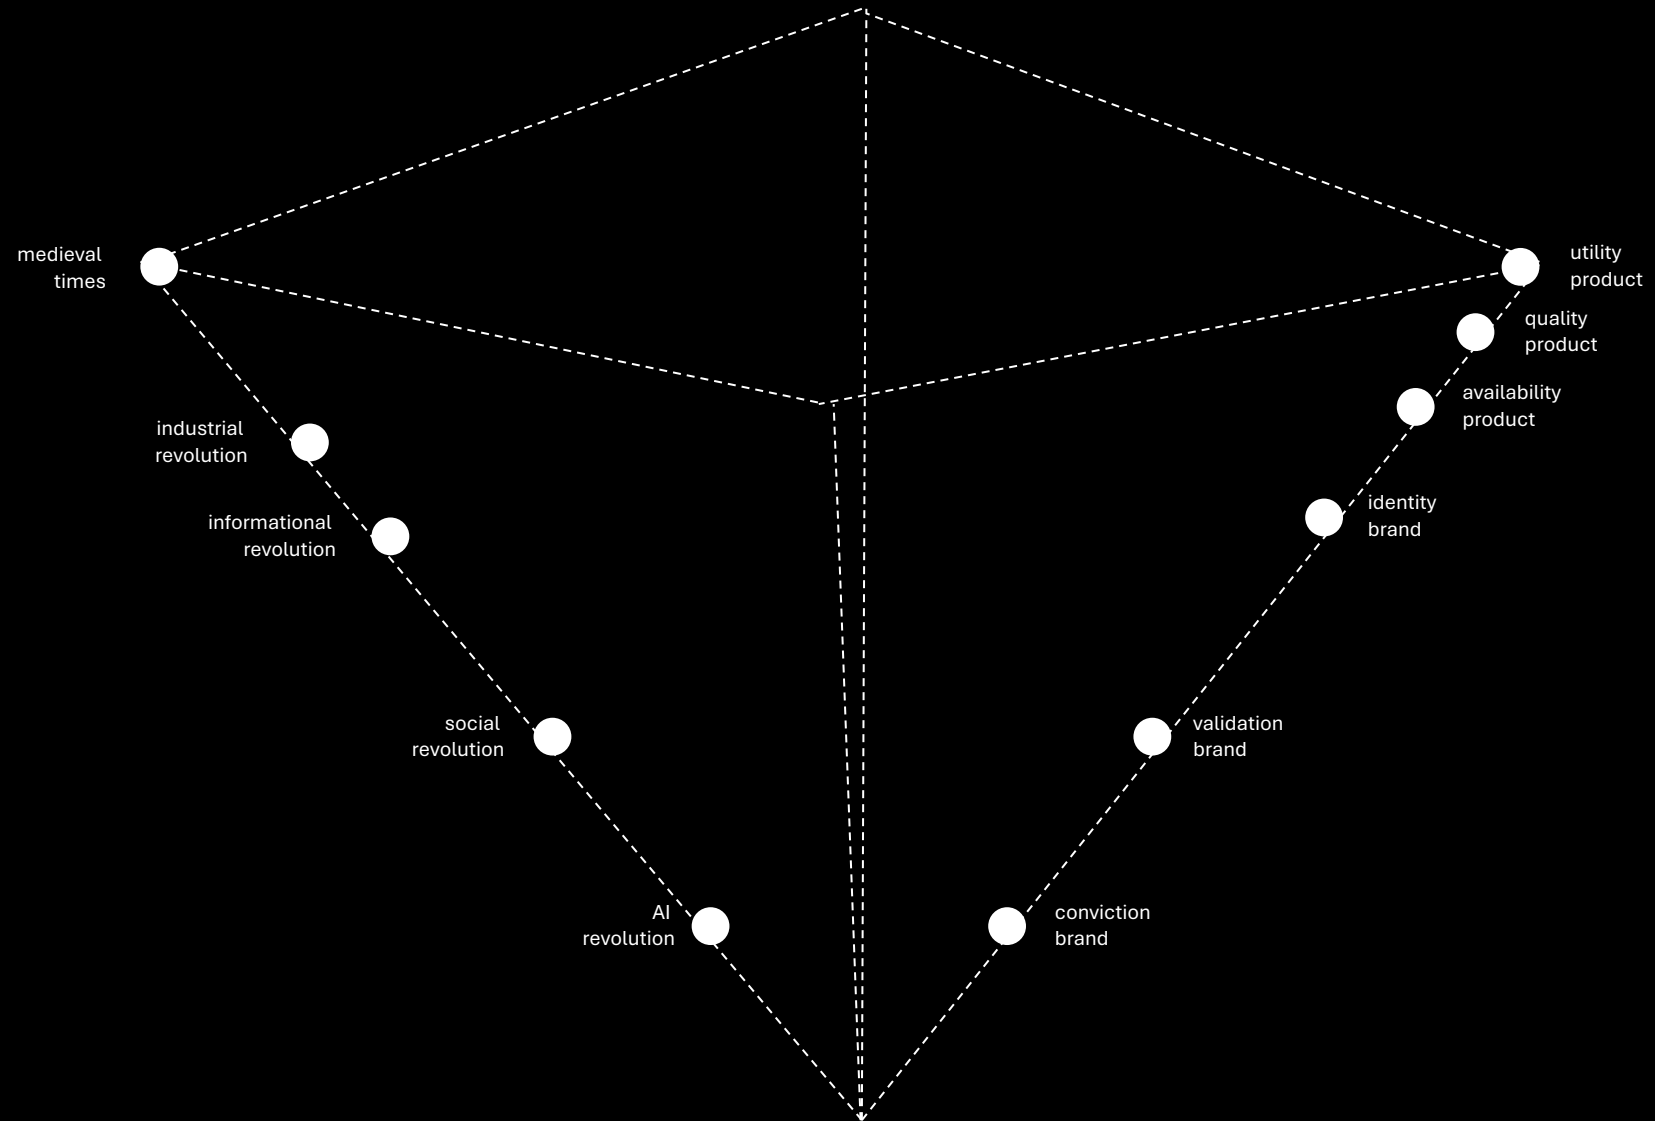 medieval
times
industrial
revolution
informational
revolution
social
revolution
AI
revolution
utility
product
quality
product
availability
product
identity
brand
validation
brand
conviction
brand